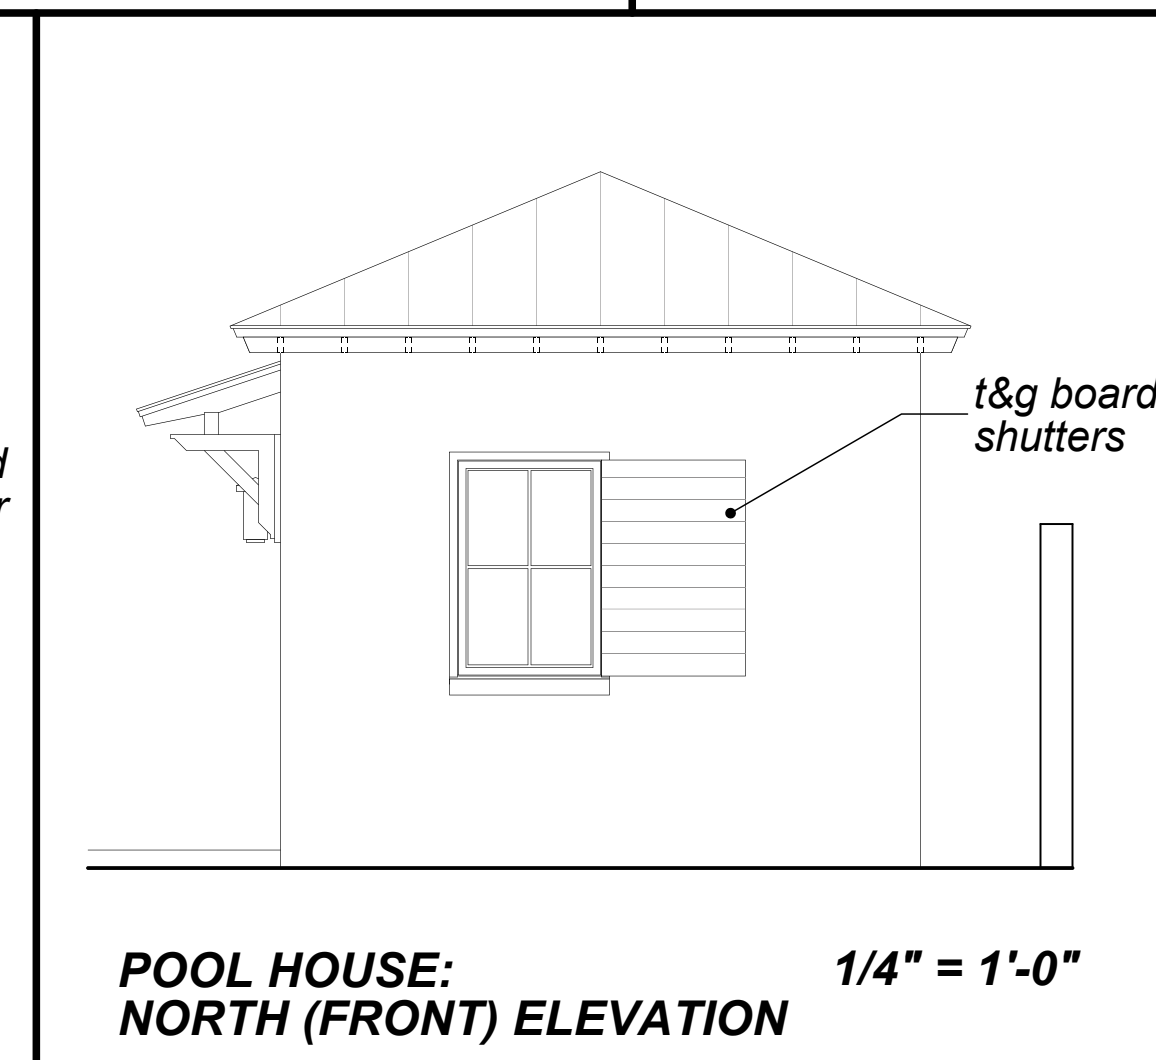 t&g board
shutters
POOL HOUSE:
NORTH (FRONT) ELEVATION
1/4" = 1'-0"